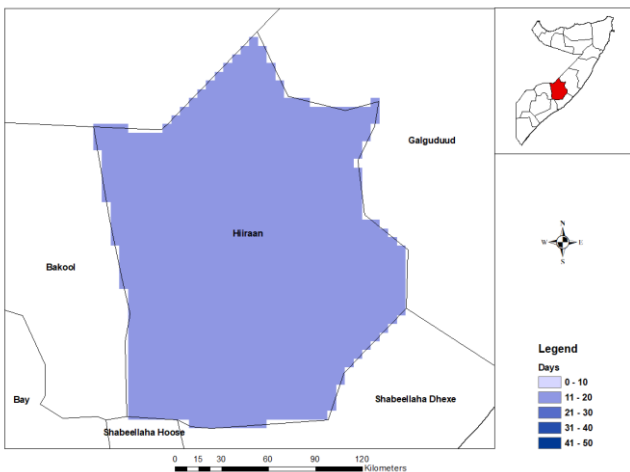 Galguduud
Hiiraan
Bakool
Bay
Shabeellaha Dhexe
Shabeellaha Hoose
N
W E
S
Legend
Days
0 - 10
11 - 20
21 - 30
31 - 40
41 - 50
0 15 30 60 90 120
Kilometers